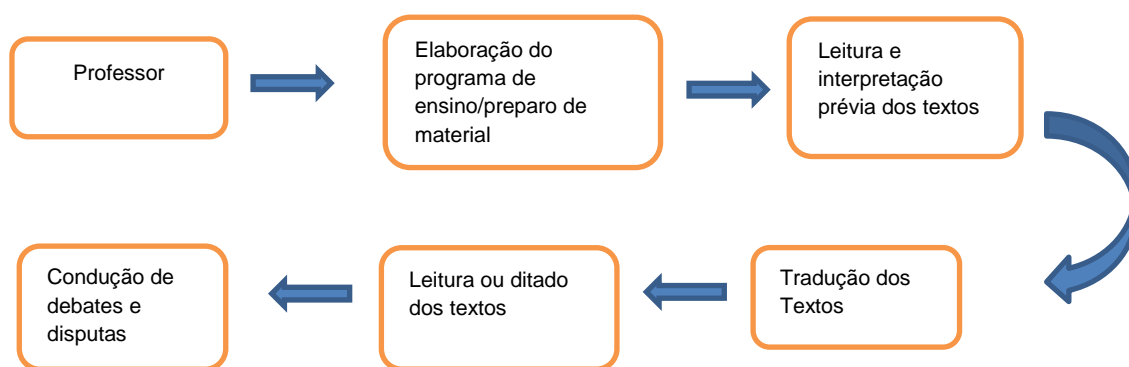 Professor
Elaboração do
programa de
ensino/preparo de
material
Leitura e
interpretação
prévia dos textos
Tradução dos
Textos
Leitura ou ditado
dos textos
Condução de
debates e
disputas